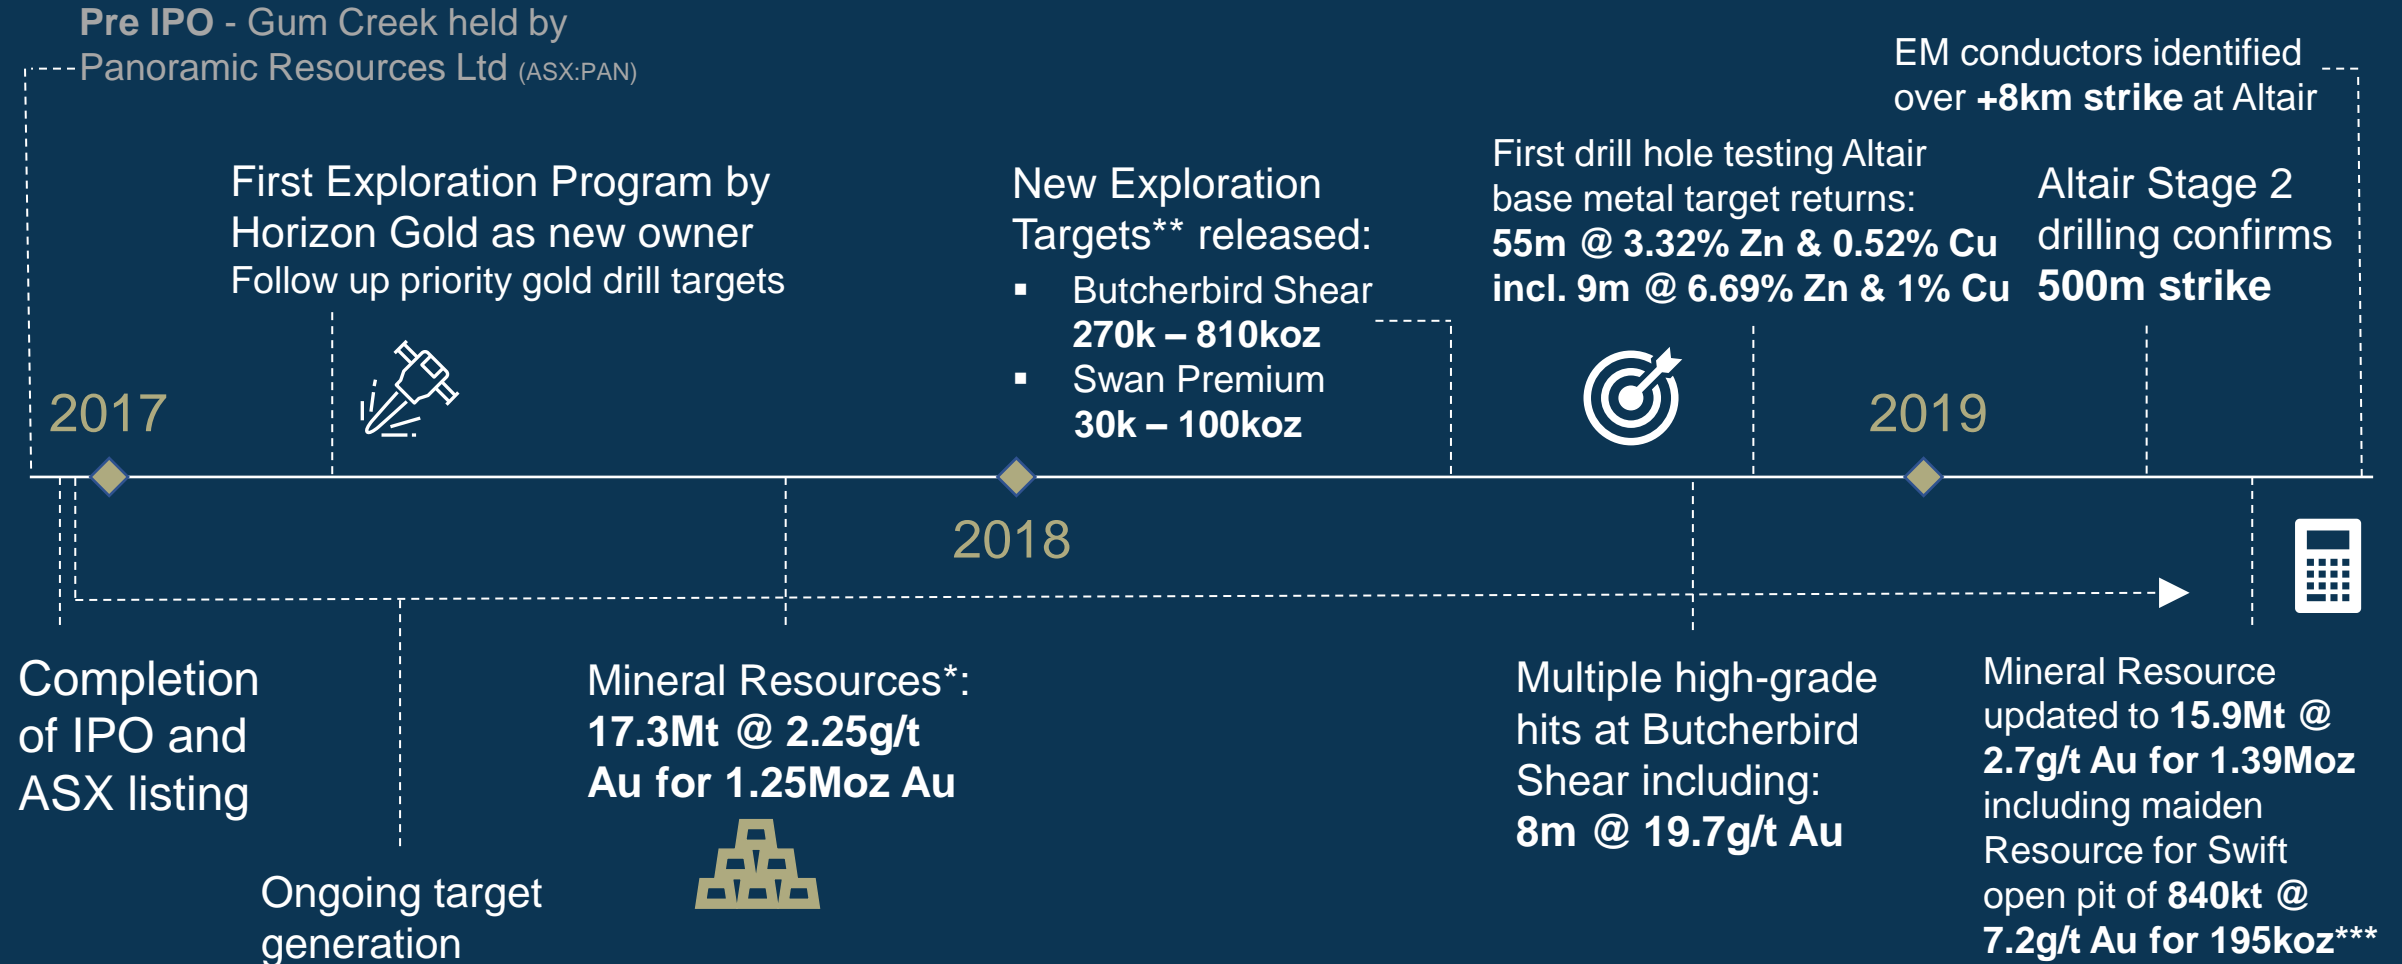 Pre IPO - Gum Creek held by
Panoramic Resources Ltd (ASX:PAN)
First Exploration Program by
Horizon Gold as new owner
Follow up priority gold drill targets
New Exploration
Targets** released:
▪ Butcherbird Shear
270k – 810koz
▪ Swan Premium
30k – 100koz
First drill hole testing Altair
base metal target returns:
55m @ 3.32% Zn & 0.52% Cu
incl. 9m @ 6.69% Zn & 1% Cu
EM conductors identified
over +8km strike at Altair
Altair Stage 2
drilling confirms
500m strike
2017
2018
2019
Completion
of IPO and
ASX listing
Ongoing target
generation
Mineral Resources*:
17.3Mt @ 2.25g/t
Au for 1.25Moz Au
Multiple high-grade
hits at Butcherbird
Shear including:
8m @ 19.7g/t Au
Mineral Resource
updated to 15.9Mt @
2.7g/t Au for 1.39Moz
including maiden
Resource for Swift
open pit of 840kt @
7.2g/t Au for 195koz***